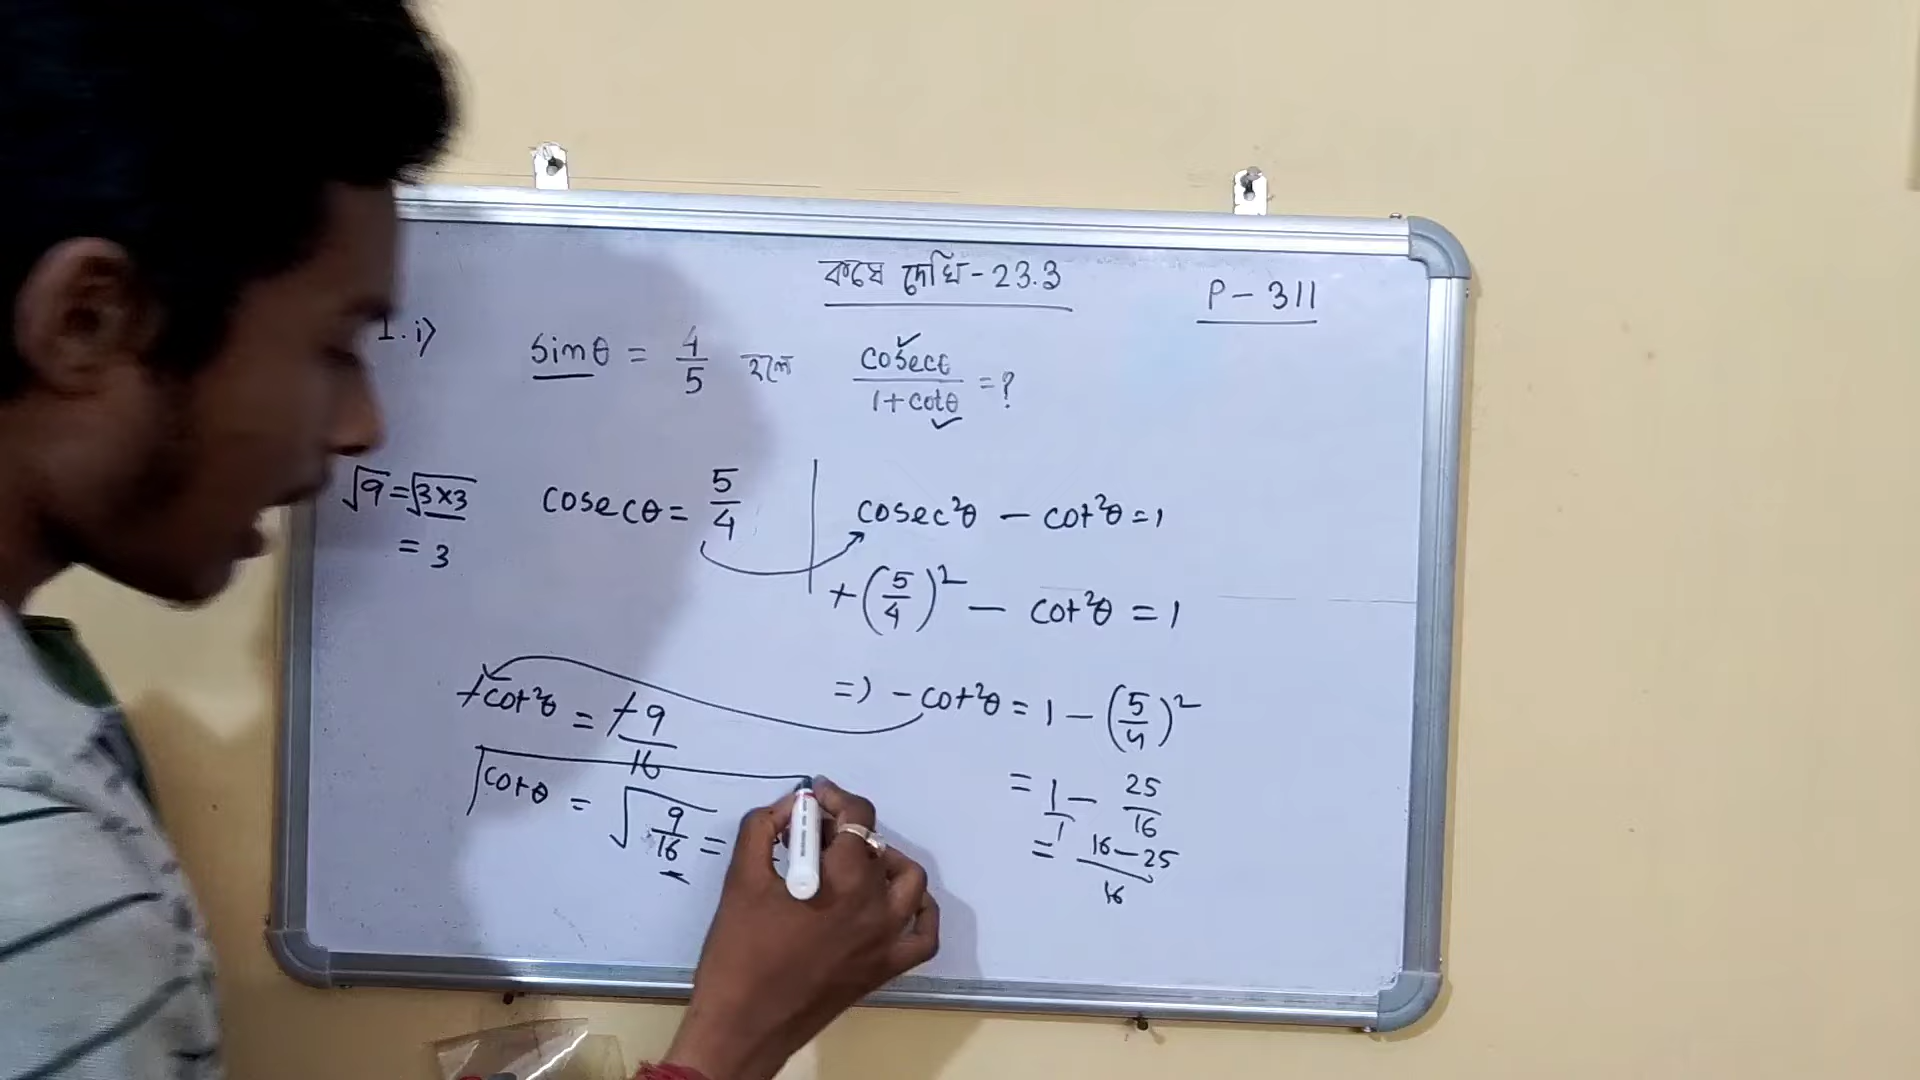 কষে দেখি - 23.3
P - 311
1. i)
sinθ = 4/5 হলে cosecθ/(1+cotθ) = ?
√9 = √3×3
= 3
cosecθ = 5/4
cosec²θ - cot²θ = 1
+(5/4)² - cot²θ = 1
=) -cot²θ = 1 - (5/4)²
= 1/1 - 25/16
= (16-25)/16
-cot²θ = -9/16
cotθ = √9/16 =